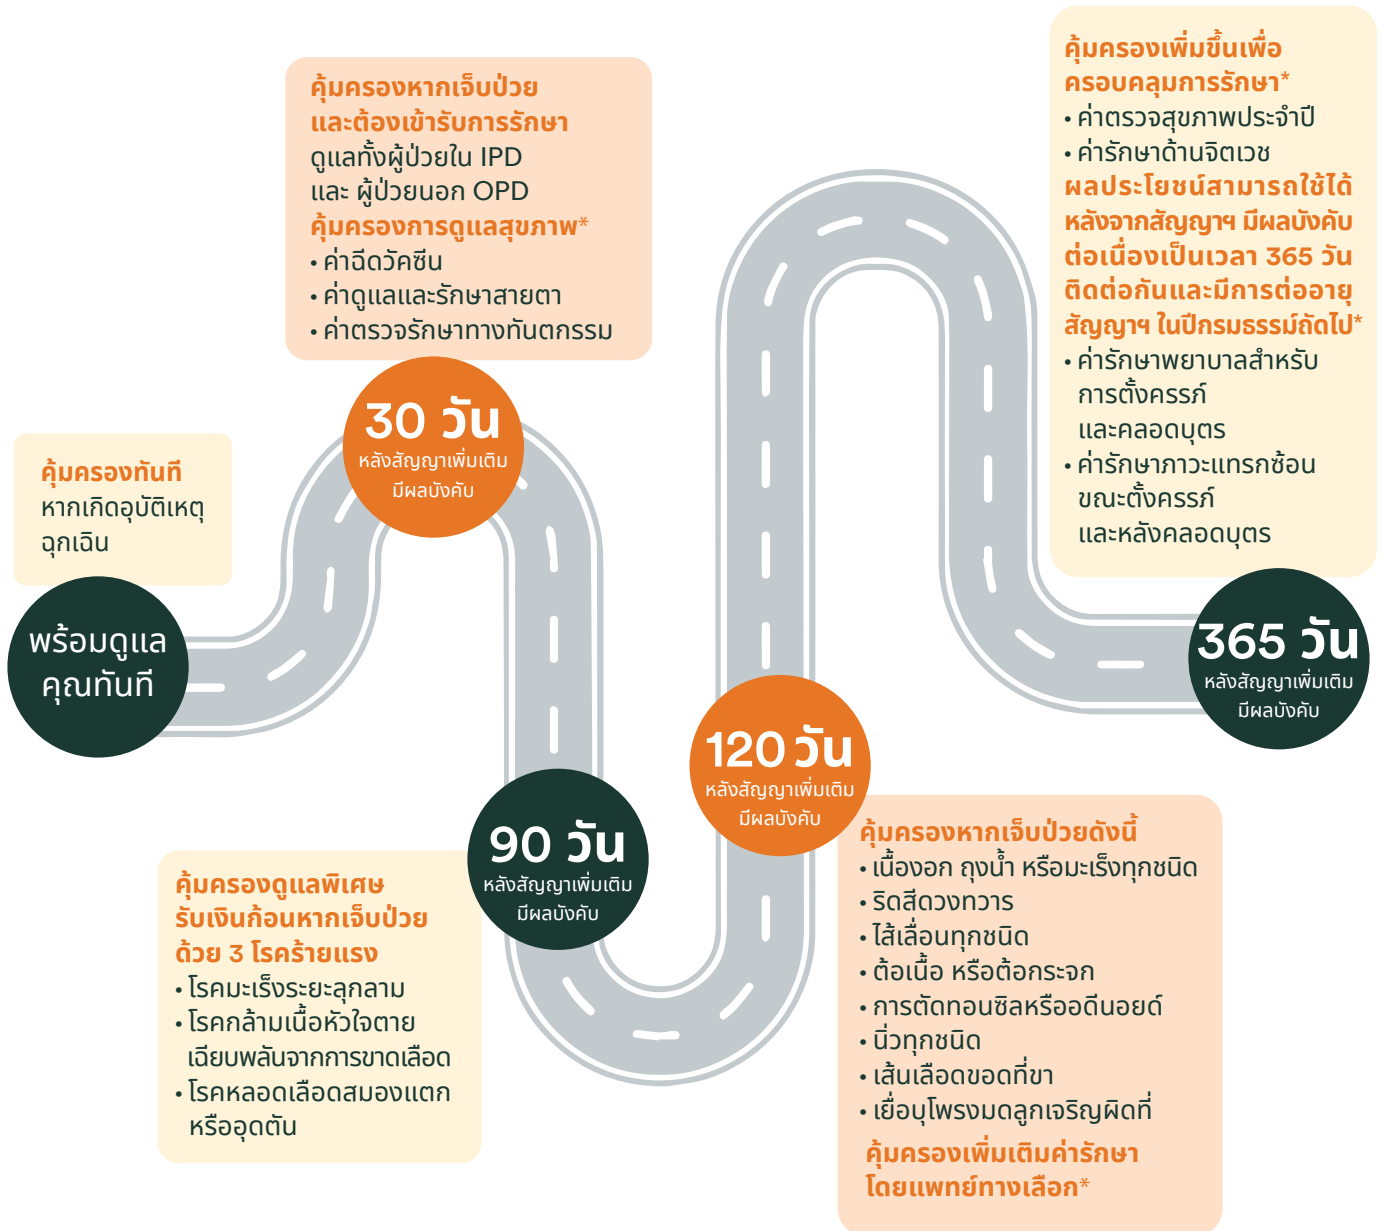 คุ้มครองทันที
หากเกิดอุบัติเหตุ
ฉุกเฉิน
พร้อมดูแล
คุณทันที
คุ้มครองหากเจ็บป่วย
และต้องเข้ารับการรักษา
ดูแลทั้งผู้ป่วยใน IPD
และ ผู้ป่วยนอก OPD
คุ้มครองการดูแลสุขภาพ*
• ค่าฉีดวัคซีน
• ค่าดูแลและรักษาสายตา
• ค่าตรวจรักษาทางทันตกรรม
30 วัน
หลังสัญญาเพิ่มเติม
มีผลบังคับ
90 วัน
หลังสัญญาเพิ่มเติม
มีผลบังคับ
คุ้มครองดูแลพิเศษ
รับเงินก้อนหากเจ็บป่วย
ด้วย 3 โรคร้ายแรง
• โรคมะเร็งระยะลุกลาม
• โรคกล้ามเนื้อหัวใจตาย
เฉียบพลันจากการขาดเลือด
• โรคหลอดเลือดสมองแตก
หรืออุดตัน
120 วัน
หลังสัญญาเพิ่มเติม
มีผลบังคับ
คุ้มครองหากเจ็บป่วยดังนี้
• เนื้องอก ถุงน้ำ หรือมะเร็งทุกชนิด
• ริดสีดวงทวาร
• ไส้เลื่อนทุกชนิด
• ต้อเนื้อ หรือต้อกระจก
• การตัดทอนซิลหรืออดีนอยด์
• นิ่วทุกชนิด
• เส้นเลือดขอดที่ขา
• เยื่อบุโพรงมดลูกเจริญผิดที่
คุ้มครองเพิ่มเติมค่ารักษา
โดยแพทย์ทางเลือก*
คุ้มครองเพิ่มขึ้นเพื่อ
ครอบคลุมการรักษา*
• ค่าตรวจสุขภาพประจำปี
• ค่ารักษาด้านจิตเวช
ผลประโยชน์สามารถใช้ได้
หลังจากสัญญาฯ มีผลบังคับ
ต่อเนื่องเป็นเวลา 365 วัน
ติดต่อกันและมีการต่ออายุ
สัญญาฯ ในปีกรมธรรม์ถัดไป*
• ค่ารักษาพยาบาลสำหรับ
การตั้งครรภ์
และคลอดบุตร
• ค่ารักษาภาวะแทรกซ้อน
ขณะตั้งครรภ์
และหลังคลอดบุตร
365 วัน
หลังสัญญาเพิ่มเติม
มีผลบังคับ